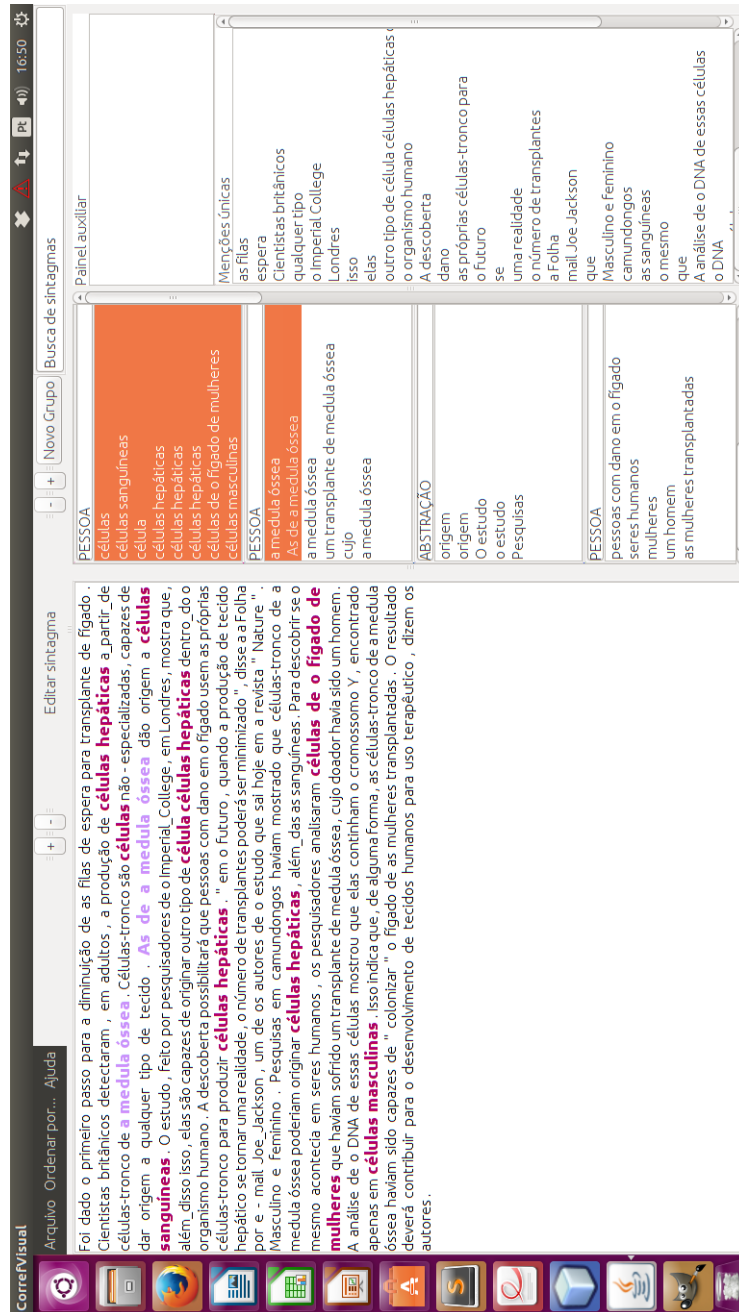 CorrefVisual
Pt
16:50
Arquivo Ordenar por... Ajuda
+ -
Editar sintagma
- + Novo Grupo
Busca de sintagmas
Foi dado o primeiro passo para a diminuição de as filas de espera para transplante de fígado .
Cientistas britânicos detectaram , em adultos , a produção de células hepáticas a_partir_de
células-tronco de a medula óssea . Células-tronco são células não - especializadas , capazes de
dar origem a qualquer tipo de tecido . As de a medula óssea dão origem a células
sanguíneas . O estudo , feito por pesquisadores de o Imperial_College , em Londres , mostra que ,
além_disso isso , elas são capazes de originar outro tipo de célula células hepáticas dentro_do o
organismo humano . A descoberta possibilitará que pessoas com dano em o fígado usem as próprias
células-tronco para produzir células hepáticas . " em o futuro , quando a produção de tecido
hepático se tornar uma realidade , o número de transplantes poderá ser minimizado " , disse a a Folha
por e - mail Joe_Jackson , um de os autores de o estudo que sai hoje em a revista " Nature " .
Masculino e feminino . Pesquisas em camundongos haviam mostrado que células-tronco de a
medula óssea poderiam originar células hepáticas , além_das as sanguíneas . Para descobrir se o
mesmo acontecia em seres humanos , os pesquisadores analisaram células de o fígado de
mulheres que haviam sofrido um transplante de medula óssea , cujo doador havia sido um homem .
A análise de o DNA de essas células mostrou que elas continham o cromossomo Y , encontrado
apenas em células masculinas . Isso indica que , de alguma forma , as células-tronco de a medula
óssea haviam sido capazes de " colonizar " o fígado de as mulheres transplantadas . O resultado
deverá contribuir para o desenvolvimento de tecidos humanos para uso terapêutico , dizem os
autores .
PESSOA
células
células sanguíneas
célula
células hepáticas
células hepáticas
células hepáticas
células de o fígado de mulheres
células masculinas
PESSOA
a medula óssea
As de a medula óssea
a medula óssea
um transplante de medula óssea
cujo
a medula óssea
ABSTRAÇÃO
origem
origem
O estudo
o estudo
Pesquisas
PESSOA
pessoas com dano em o fígado
seres humanos
mulheres
um homem
as mulheres transplantadas
Painel auxiliar
Menções únicas
as filas
espera
Cientistas britânicos
qualquer tipo
o Imperial College
Londres
isso
elas
outro tipo de célula células hepáticas
o organismo humano
A descoberta
dano
as próprias células-tronco para
o futuro
se
uma realidade
o número de transplantes
a Folha
mail Joe Jackson
que
Masculino e feminino
camundongos
as sanguíneas
o mesmo
que
A análise de o DNA de essas células
o DNA